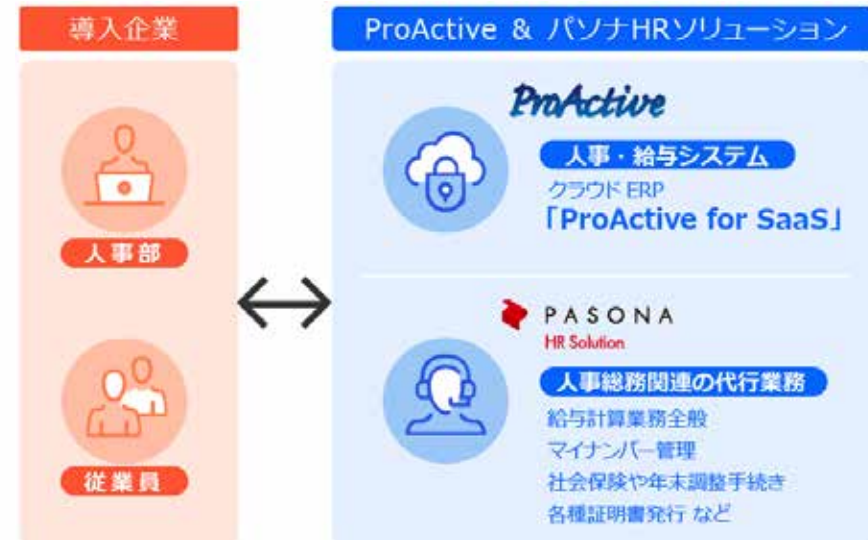 導入企業
人事部
従業員
ProActive & パソナHRソリューション
ProActive
人事・給与システム
クラウド ERP
「ProActive for SaaS」
PASONA
HR Solution
人事総務関連の代行業務
給与計算業務全般
マイナンバー管理
社会保険や年末調整手続き
各種証明書発行 など